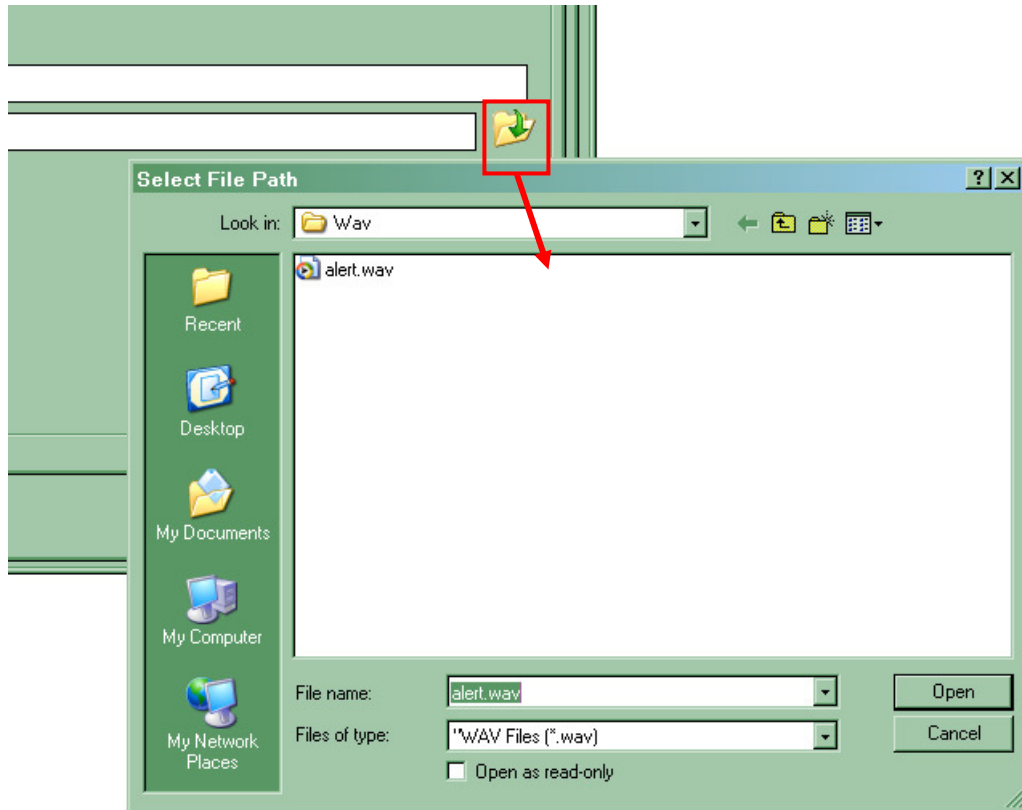 Select File Path
Look in: Wav
alert.wav
Recent
Desktop
My Documents
My Computer
My Network
Places
File name: alert.wav Open
Files of type: "WAV Files (*.wav) Cancel
Open as read-only